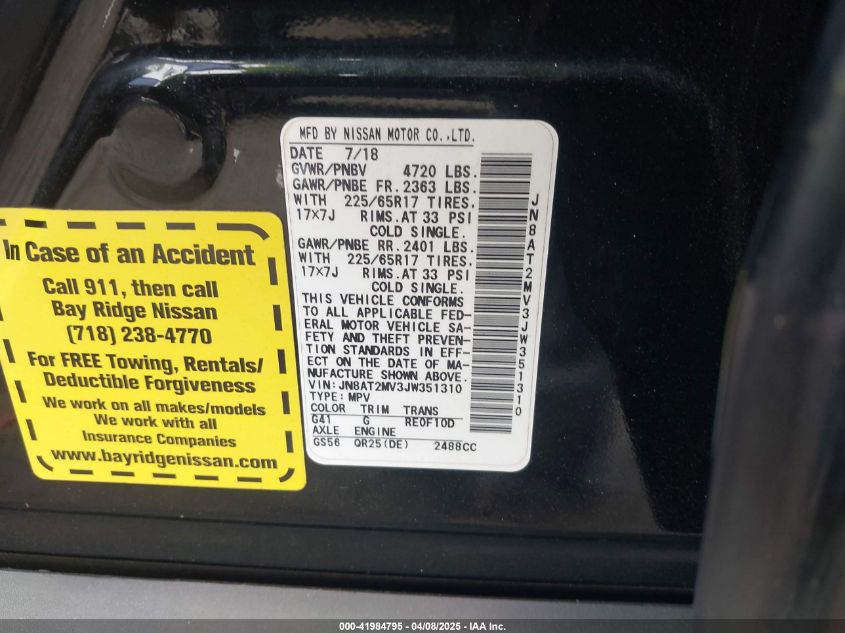 MFD BY NISSAN MOTOR CO.,LTD.
DATE 7/18
GVWR/PNBV 4720 LBS.
GAWR/PNBE FR. 2363 LBS.
WITH 225/65R17 TIRES.
17×7J RIMS.AT 33 PSI
COLD SINGLE.
GAWR/PNBE RR. 2401 LBS.
WITH 225/65R17 TIRES.
17×7J RIMS.AT 33 PSI
COLD SINGLE.
THIS VEHICLE CONFORMS
TO ALL APPLICABLE FED-
ERAL MOTOR VEHICLE SA-
FETY AND THEFT PREVEN-
TION STANDARDS IN EFF-
ECT ON THE DATE OF MA-
NUFACTURE SHOWN ABOVE.
VIN: JN8AT2MV3JW351310
TYPE: MPV
COLOR TRIM TRANS
G41 G RE0F10D
AXLE ENGINE
GS56 QR25(DE) 2488CC
JN8AT2MV3JW351310
In Case of an Accident
Call 911, then call
Bay Ridge Nissan
(718) 238-4770
For FREE Towing, Rentals/
Deductible Forgiveness
We work on all makes/models
We work with all
Insurance Companies
www.bayridgenissan.com
000-41984795 - 04/08/2025 - IAA Inc.